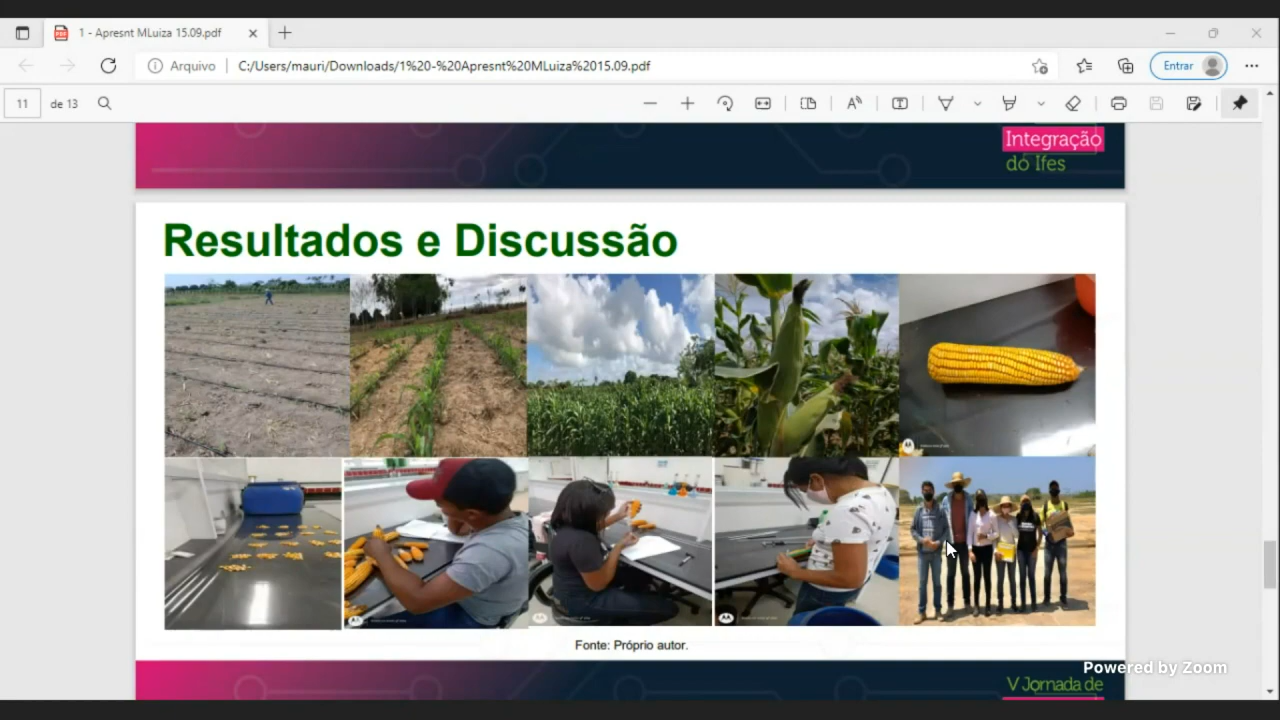 1 - Apresnt MLuiza 15.09.pdf
Arquivo
C:/Users/mauri/Downloads/1%20-%20Apresnt%20MLuiza%2015.09.pdf
Entrar
11 de 13
Integração
do Ifes
Resultados e Discussão
Fonte: Próprio autor.
Powered by Zoom
V Jornada de